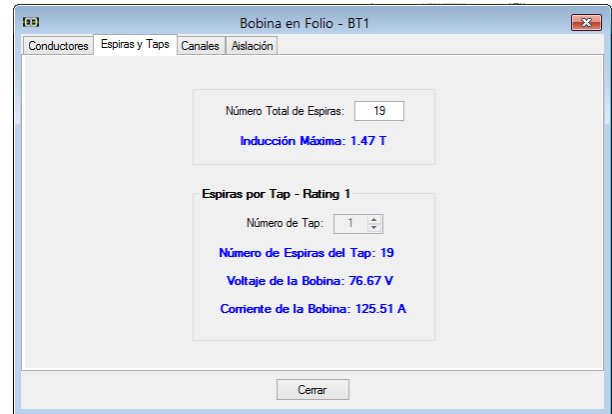 Bobina en Folio - BT1
Conductores Espiras y Taps Canales Aislación
Número Total de Espiras: 19
Inducción Máxima: 1.47 T
Espiras por Tap - Rating 1
Número de Tap: 1
Número de Espiras del Tap: 19
Voltaje de la Bobina: 76.67 V
Corriente de la Bobina: 125.51 A
Cerrar